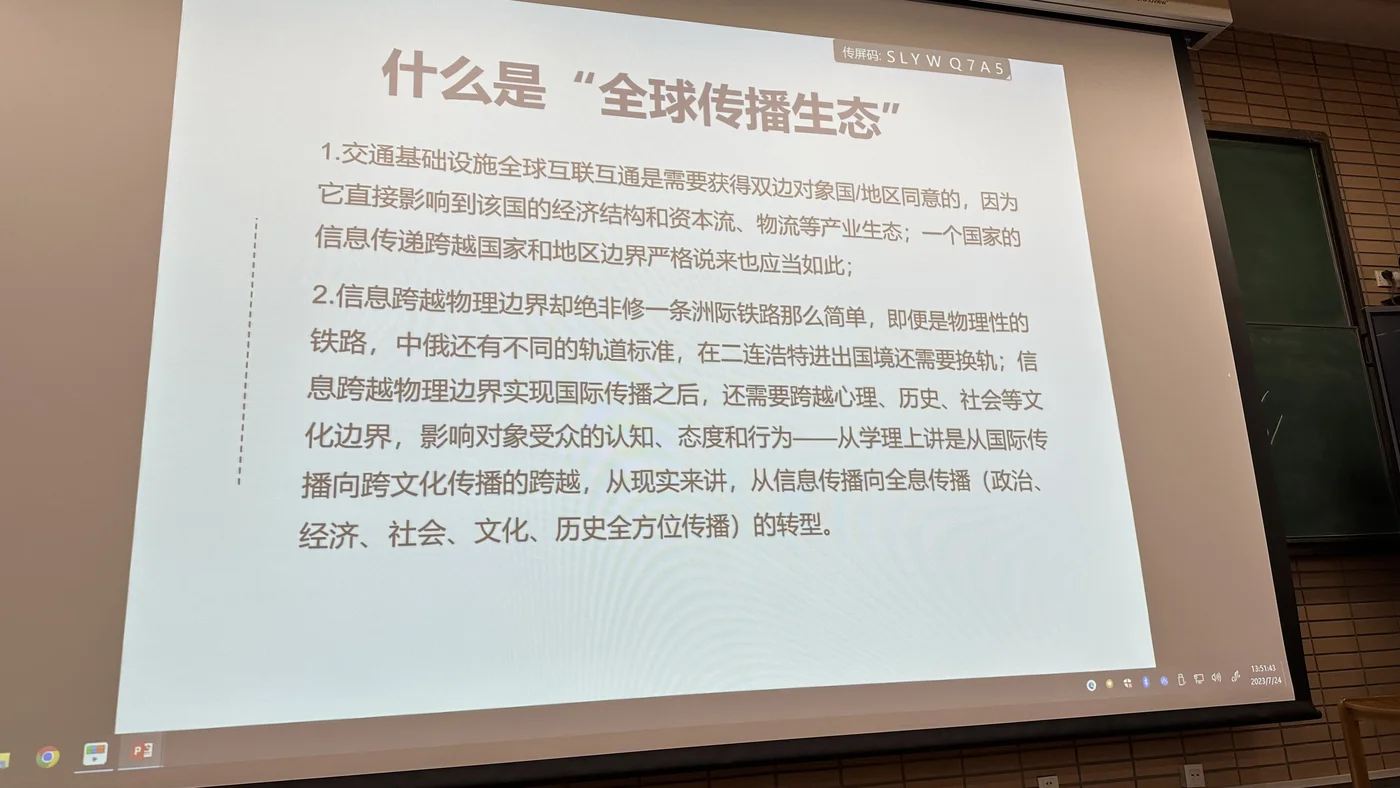 传屏码: SLYWQ7A5
什么是“全球传播生态”
1.交通基础设施全球互联互通是需要获得双边对象国/地区同意的，因为
它直接影响到该国的经济结构和资本流、物流等产业生态；一个国家的
信息传递跨越国家和地区边界严格说来也应当如此；
2.信息跨越物理边界却绝非修一条洲际铁路那么简单，即便是物理性的
铁路，中俄还有不同的轨道标准，在二连浩特进出国境还需要换轨；信
息跨越物理边界实现国际传播之后，还需要跨越心理、历史、社会等文
化边界，影响对象受众的认知、态度和行为——从学理上讲是从国际传
播向跨文化传播的跨越，从现实来讲，从信息传播向全息传播（政治、
经济、社会、文化、历史全方位传播）的转型。
13:51:43
2023/7/24